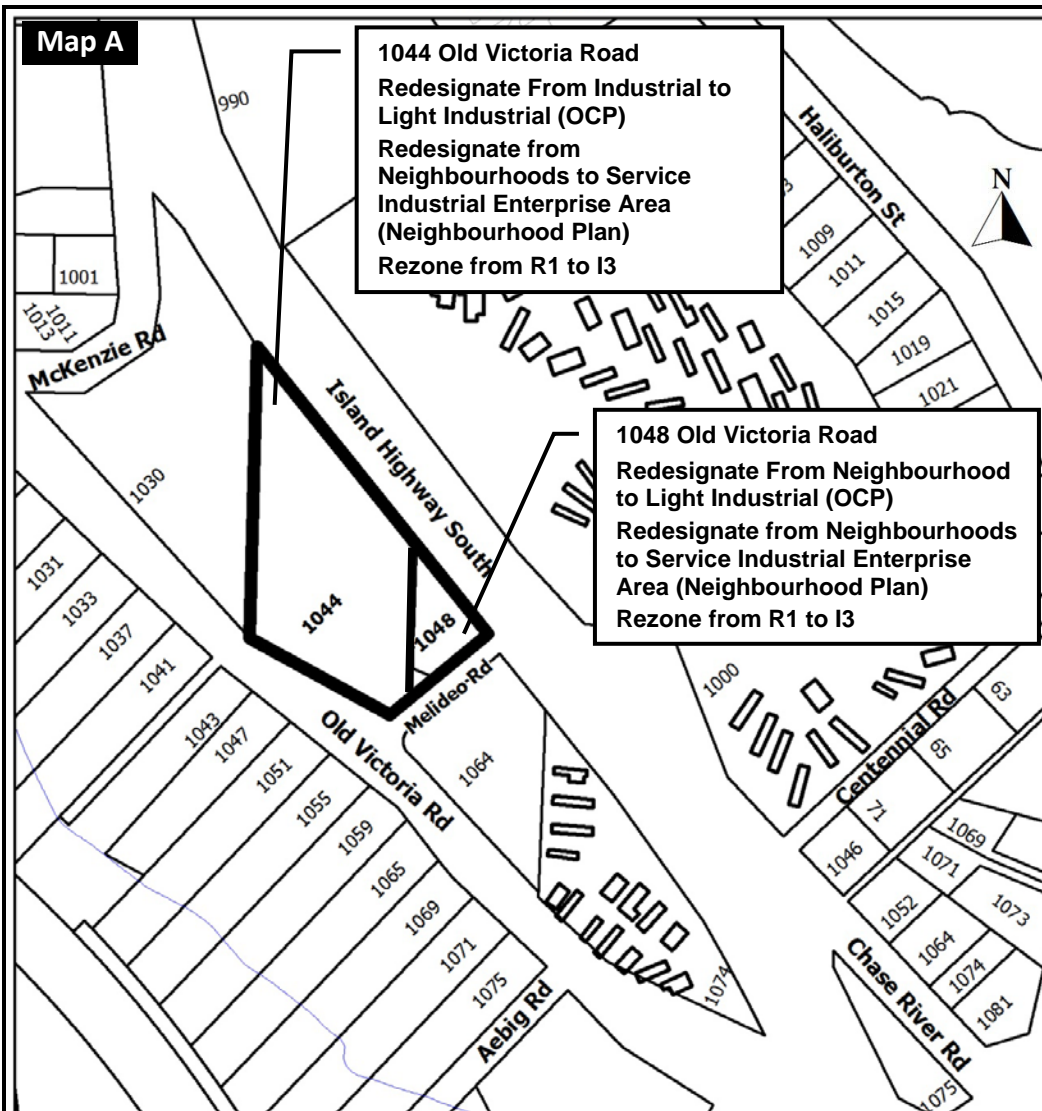 Map A
1044 Old Victoria Road
Redesignate From Industrial to
Light Industrial (OCP)
Redesignate from
Neighbourhoods to Service
Industrial Enterprise Area
(Neighbourhood Plan)
Rezone from R1 to I3
990
Haliburton St
N
1009
1011
1015
1019
1021
1001
1011
1013
McKenzie Rd
Island Highway South
1048 Old Victoria Road
Redesignate From Neighbourhood
to Light Industrial (OCP)
Redesignate from Neighbourhoods
to Service Industrial Enterprise
Area (Neighbourhood Plan)
Rezone from R1 to I3
1030
1031
1033
1037
1041
1044
1048
Melideo Rd
1000
63
65
Centennial Rd
71
1043
1047
1051
1055
1059
1065
1069
1071
1075
Old Victoria Rd
1064
1046
1069
1071
1073
1052
1064
1074
1081
Chase River Rd
1074
Aebig Rd
1075